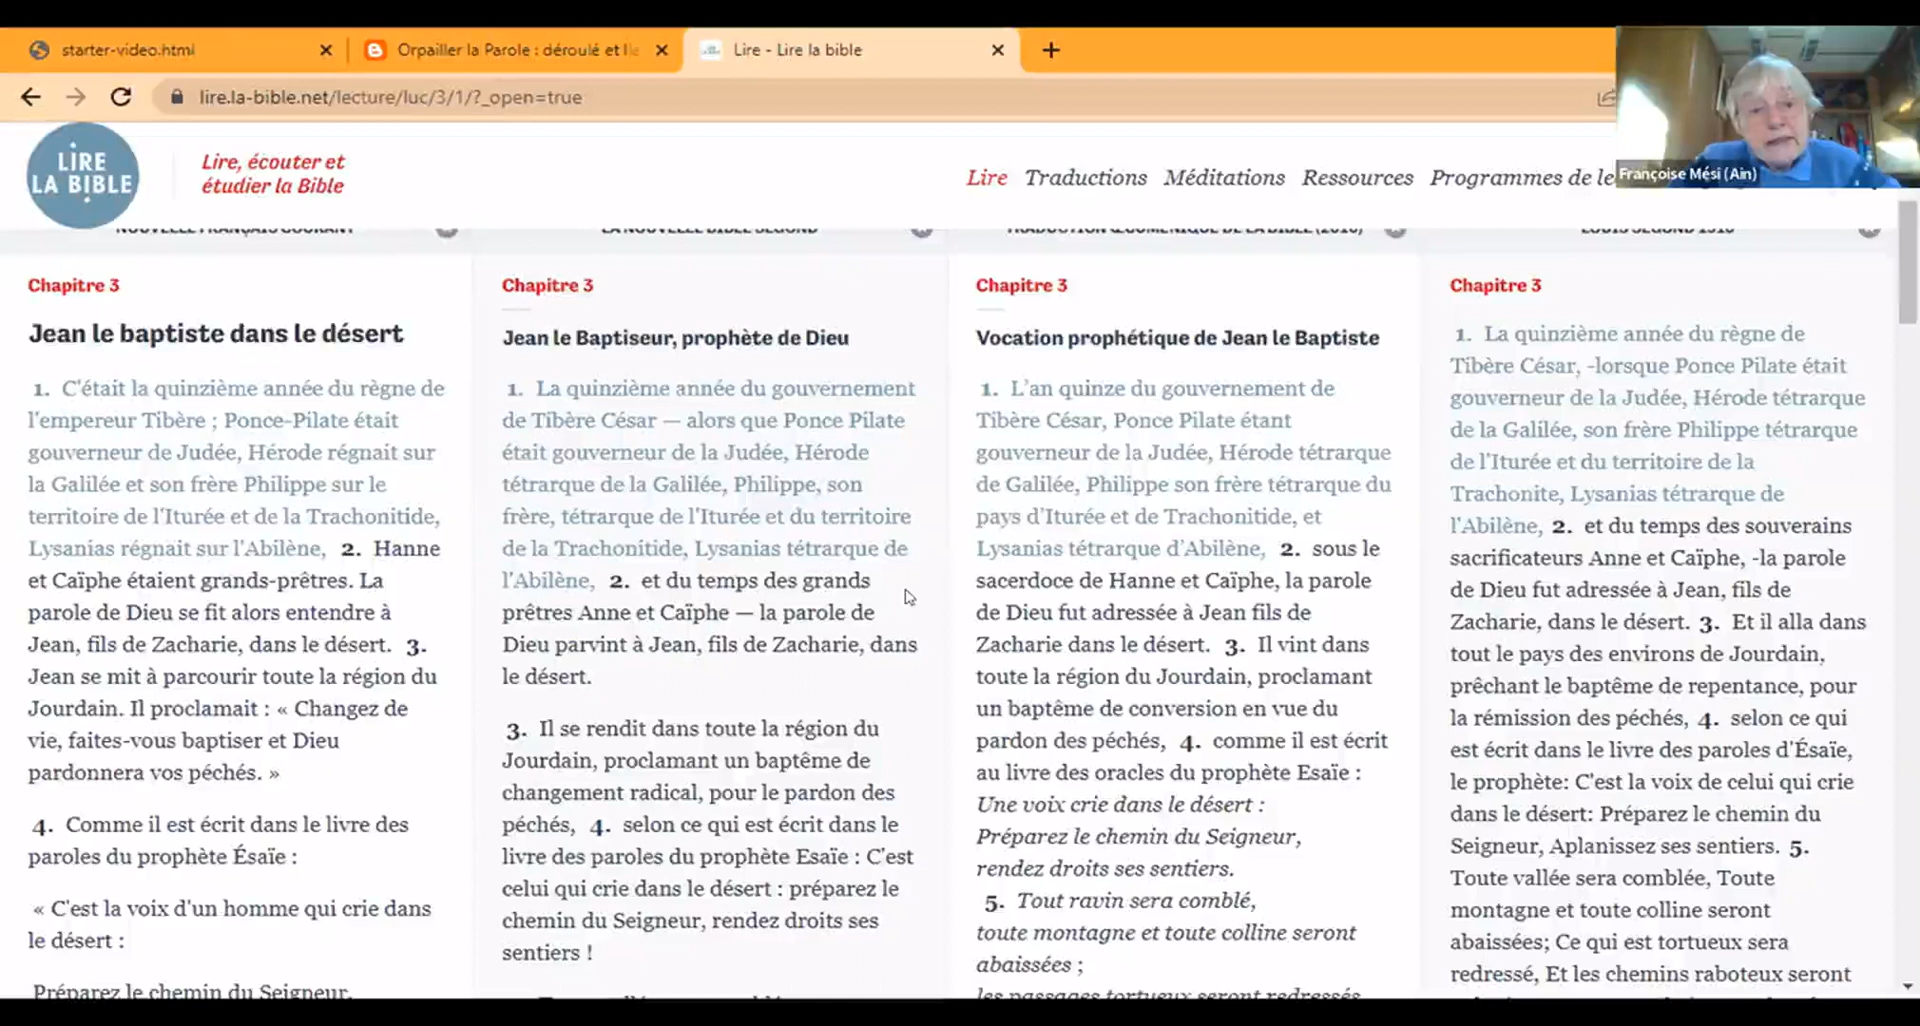 starter-video.html
Orpailler la Parole : déroulé et
Lire - Lire la bible
lire.la-bible.net/lecture/luc/3/1/?_open=true
LiRE
LA BiBLE
Lire, écouter et
étudier la Bible
Lire Traductions Méditations Ressources Programmes de le
Françoise Mési (Ain)
NOUVELLE FRANÇAIS COURANT
LA NOUVELLE BIBLE SEGOND
TRADUCTION ŒCUMÉNIQUE DE LA BIBLE (2010)
LOUIS SEGOND 1910
Chapitre 3
Jean le baptiste dans le désert
1. C'était la quinzième année du règne de
l'empereur Tibère ; Ponce-Pilate était
gouverneur de Judée, Hérode régnait sur
la Galilée et son frère Philippe sur le
territoire de l'Iturée et de la Trachonitide,
Lysanias régnait sur l'Abilène, 2. Hanne
et Caïphe étaient grands-prêtres. La
parole de Dieu se fit alors entendre à
Jean, fils de Zacharie, dans le désert. 3.
Jean se mit à parcourir toute la région du
Jourdain. Il proclamait : « Changez de
vie, faites-vous baptiser et Dieu
pardonnera vos péchés. »
4. Comme il est écrit dans le livre des
paroles du prophète Ésaïe :
« C'est la voix d'un homme qui crie dans
le désert :
Préparez le chemin du Seigneur,
Chapitre 3
Jean le Baptiseur, prophète de Dieu
1. La quinzième année du gouvernement
de Tibère César — alors que Ponce Pilate
était gouverneur de la Judée, Hérode
tétrarque de la Galilée, Philippe, son
frère, tétrarque de l'Iturée et du territoire
de la Trachonitide, Lysanias tétrarque de
l'Abilène, 2. et du temps des grands
prêtres Anne et Caïphe — la parole de
Dieu parvint à Jean, fils de Zacharie, dans
le désert.
3. Il se rendit dans toute la région du
Jourdain, proclamant un baptême de
changement radical, pour le pardon des
péchés, 4. selon ce qui est écrit dans le
livre des paroles du prophète Esaïe : C'est
celui qui crie dans le désert : préparez le
chemin du Seigneur, rendez droits ses
sentiers !
Chapitre 3
Vocation prophétique de Jean le Baptiste
1. L'an quinze du gouvernement de
Tibère César, Ponce Pilate étant
gouverneur de la Judée, Hérode tétrarque
de Galilée, Philippe son frère tétrarque du
pays d'Iturée et de Trachonitide, et
Lysanias tétrarque d'Abilène, 2. sous le
sacerdoce de Hanne et Caïphe, la parole
de Dieu fut adressée à Jean fils de
Zacharie dans le désert. 3. Il vint dans
toute la région du Jourdain, proclamant
un baptême de conversion en vue du
pardon des péchés, 4. comme il est écrit
au livre des oracles du prophète Esaïe :
Une voix crie dans le désert :
Préparez le chemin du Seigneur,
rendez droits ses sentiers.
5. Tout ravin sera comblé,
toute montagne et toute colline seront
abaissées ;
les passages tortueux seront redressés
Chapitre 3
1. La quinzième année du règne de
Tibère César, -lorsque Ponce Pilate était
gouverneur de la Judée, Hérode tétrarque
de la Galilée, son frère Philippe tétrarque
de l'Iturée et du territoire de la
Trachonite, Lysanias tétrarque de
l'Abilène, 2. et du temps des souverains
sacrificateurs Anne et Caïphe, -la parole
de Dieu fut adressée à Jean, fils de
Zacharie, dans le désert. 3. Et il alla dans
tout le pays des environs de Jourdain,
prêchant le baptême de repentance, pour
la rémission des péchés, 4. selon ce qui
est écrit dans le livre des paroles d'Ésaïe,
le prophète: C'est la voix de celui qui crie
dans le désert: Préparez le chemin du
Seigneur, Aplanissez ses sentiers. 5.
Toute vallée sera comblée, Toute
montagne et toute colline seront
abaissées; Ce qui est tortueux sera
redressé, Et les chemins raboteux seront